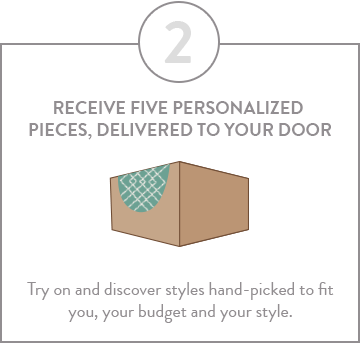 2
RECEIVE FIVE PERSONALIZED
PIECES, DELIVERED TO YOUR DOOR
Try on and discover styles hand-picked to fit
you, your budget and your style.